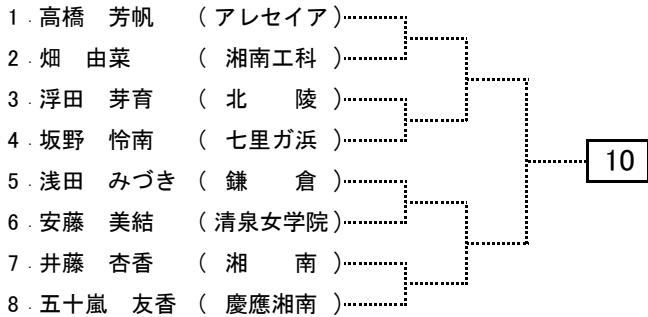 1 . 高橋　芳帆　( アレセイア )
2 . 畑　由菜　( 湘南工科 )
3 . 浮田　芽育　( 北　　陵 )
4 . 坂野　怜南　( 七里ガ浜 )
10
5 . 浅田　みづき　( 鎌　　倉 )
6 . 安藤　美結　( 清泉女学院 )
7 . 井藤　杏香　( 湘　　南 )
8 . 五十嵐　友香　( 慶應湘南 )